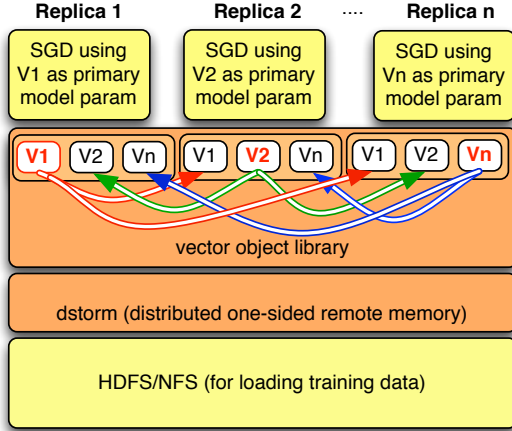 Replica 1 Replica 2 .... Replica n
SGD using
V1 as primary
model param
SGD using
V2 as primary
model param
SGD using
Vn as primary
model param
V1 V2 Vn V1 V2 Vn V1 V2 Vn
vector object library
dstorm (distributed one-sided remote memory)
HDFS/NFS (for loading training data)